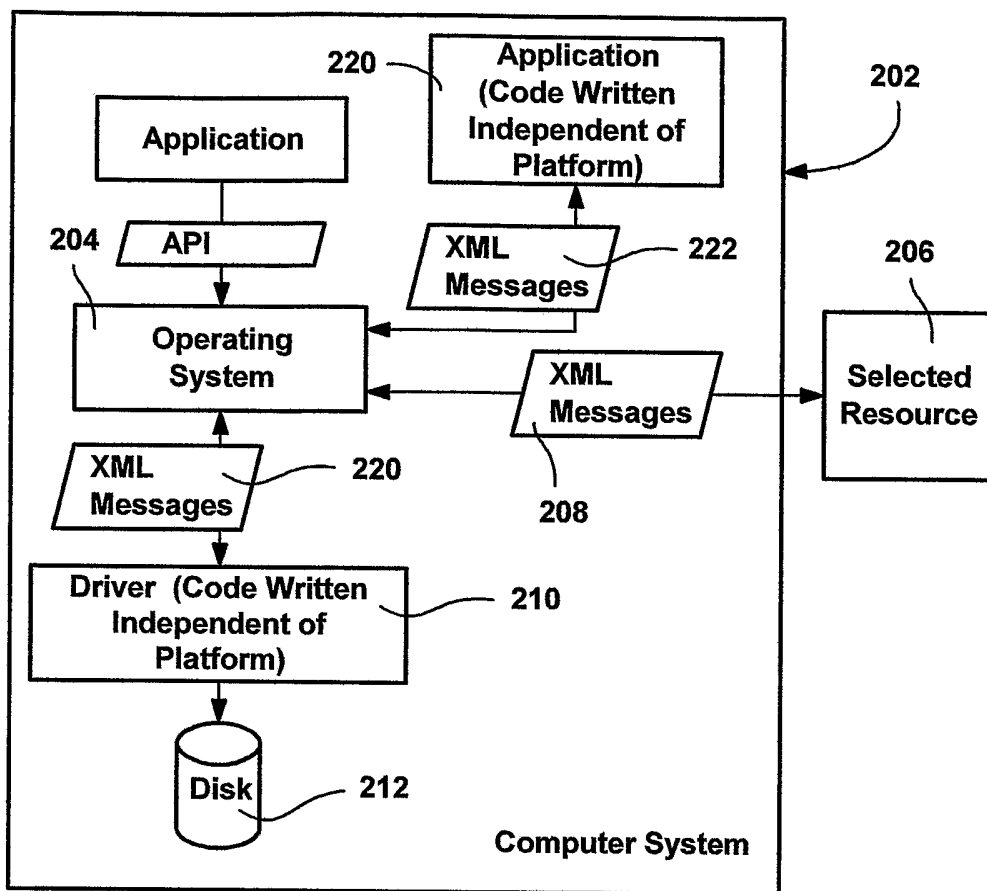 220
Application
(Code Written
Independent of
Platform)
202
Application
API
204
XML
Messages
222
206
Operating
System
XML
Messages
208
Selected
Resource
XML
Messages
220
Driver (Code Written
Independent of
Platform)
210
Disk
212
Computer System